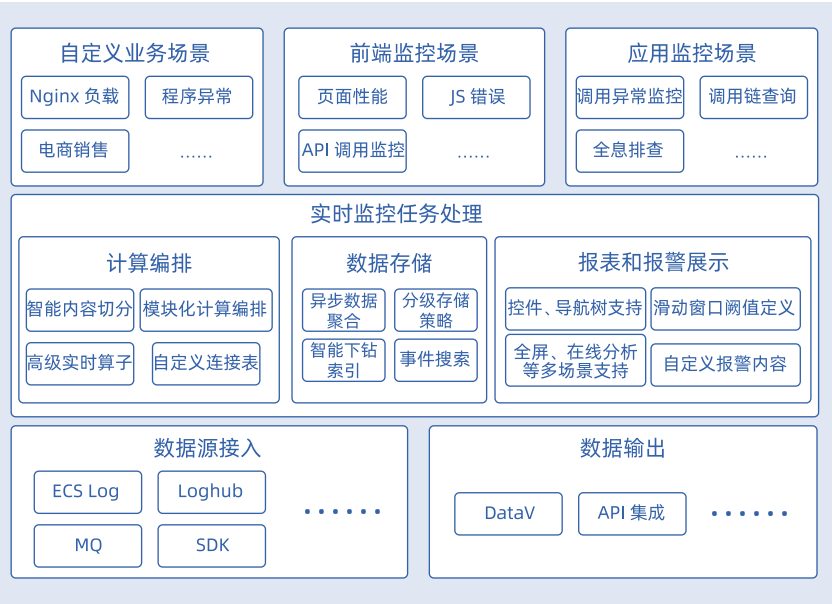 自定义业务场景
Nginx 负载
程序异常
电商销售
......
前端监控场景
页面性能
JS 错误
API 调用监控
......
应用监控场景
调用异常监控
调用链查询
全息排查
......
实时监控任务处理
计算编排
智能内容切分
模块化计算编排
高级实时算子
自定义连接表
数据存储
异步数据
聚合
分级存储
策略
智能下钻
索引
事件搜索
报表和报警展示
控件、导航树支持
滑动窗口阙值定义
全屏、在线分析
等多场景支持
自定义报警内容
数据源接入
ECS Log
Loghub
MQ
SDK
......
数据输出
DataV
API 集成
......